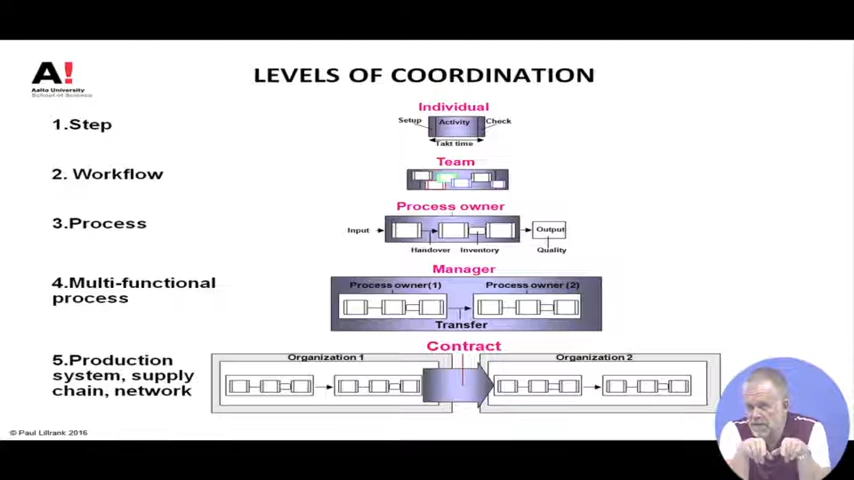 A!
Aalto University
School of Science
LEVELS OF COORDINATION
1.Step
Individual
Setup
Activity
Check
Takt time
2. Workflow
Team
3.Process
Process owner
Input
Output
Handover
Inventory
Quality
4.Multi-functional
process
Manager
Process owner(1)
Process owner (2)
Transfer
5.Production
system, supply
chain, network
Contract
Organization 1
Organization 2
© Paul Lillrank 2016